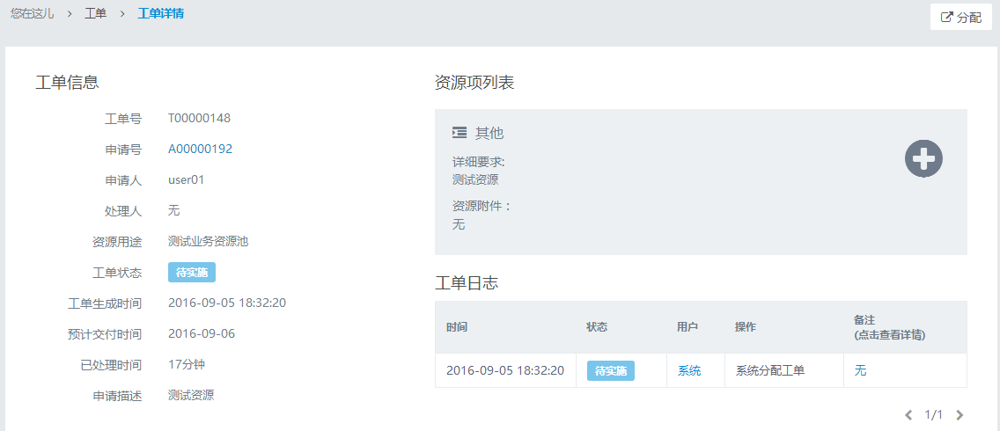 您在这儿 > 工单 > 工单详情
分配
工单信息
工单号 T00000148
申请号 A00000192
申请人 user01
处理人 无
资源用途 测试业务资源池
工单状态 待实施
工单生成时间 2016-09-05 18:32:20
预计交付时间 2016-09-06
已处理时间 17分钟
申请描述 测试资源
资源项列表
其他
详细要求:
测试资源
资源附件：
无
工单日志
时间 状态 用户 操作 备注
(点击查看详情)
2016-09-05 18:32:20 待实施 系统 系统分配工单 无
1/1